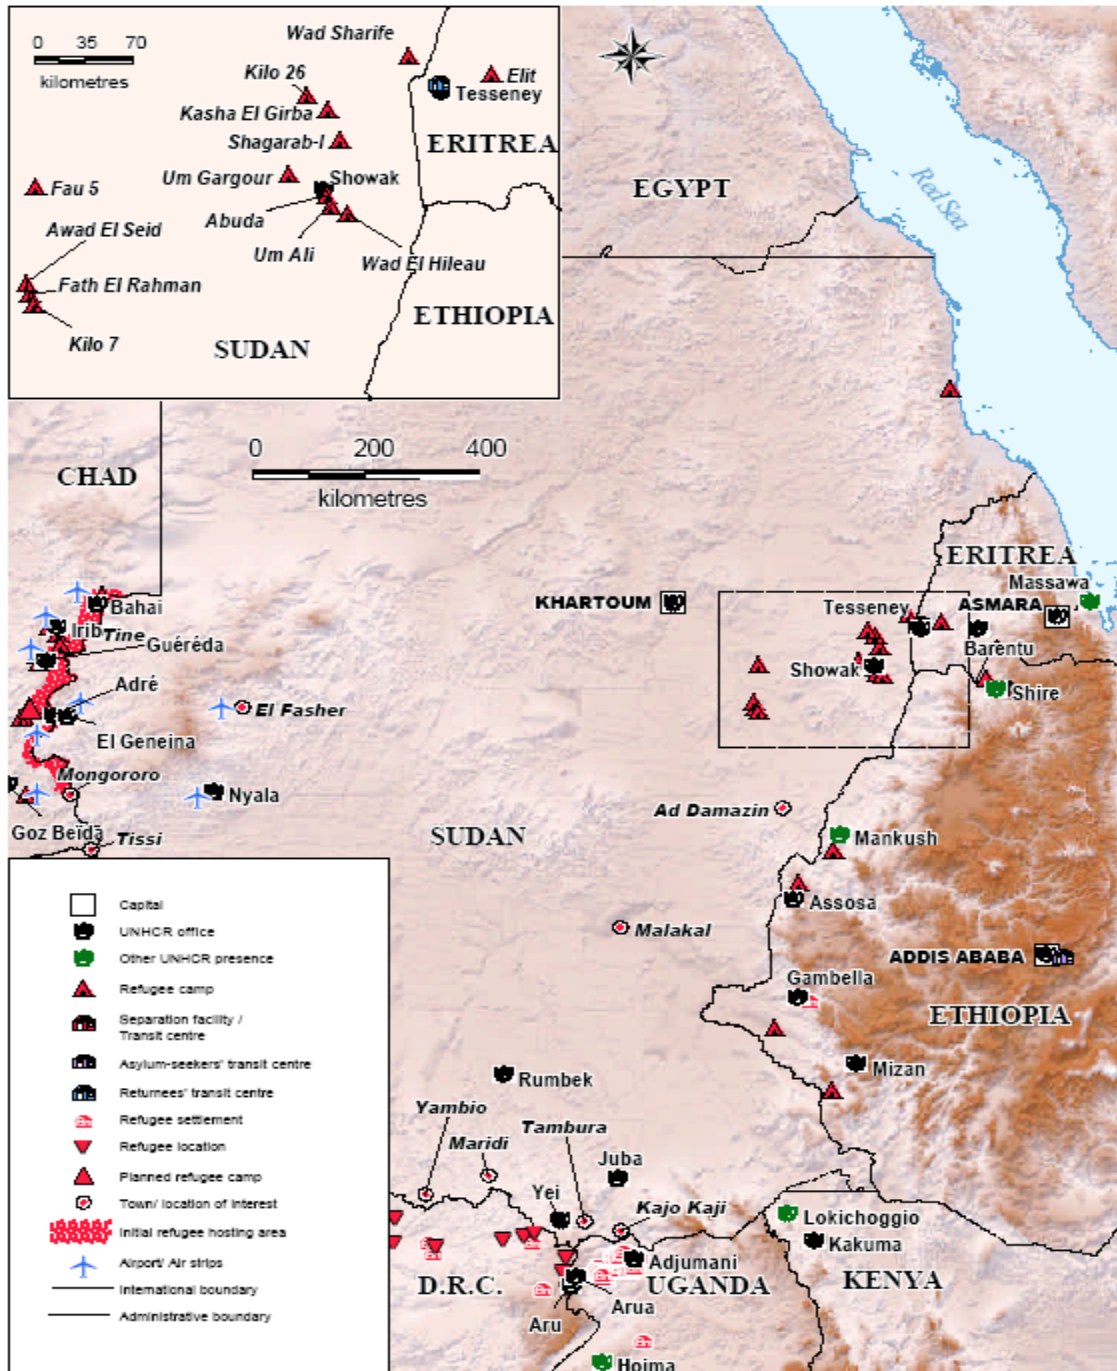 0 35 70
kilometres
Wad Sharife
Kilo 26
Elit
Tesseney
Kasha El Girba
Shagarab-I
ERITREA
Um Gargour
Showak
Fau 5
Abuda
Awad El Seid
Um Ali
Wad El Hileau
Fath El Rahman
ETHIOPIA
Kilo 7
SUDAN
EGYPT
Red Sea
0 200 400
kilometres
CHAD
ERITREA
Massawa
Bahai
KHARTOUM
Tesseney
ASMARA
Irib
Tine
Guéréda
Barentu
Showak
Shire
Adré
El Fasher
El Geneina
Mongororo
Nyala
Ad Damazin
Goz Beïda
Tissi
SUDAN
Mankush
Assosa
Malakal
ADDIS ABABA
Gambella
ETHIOPIA
Mizan
Rumbek
Yambio
Tambura
Maridi
Juba
Yei
Kajo Kaji
Lokichoggio
Kakuma
Adjumani
D.R.C.
UGANDA
KENYA
Arua
Aru
Hoima
Capital
UNHCR office
Other UNHCR presence
Refugee camp
Separation facility /
Transit centre
Asylum-seekers' transit centre
Returnees' transit centre
Refugee settlement
Refugee location
Planned refugee camp
Town/ location of interest
Initial refugee hosting area
Airport/ Air strips
International boundary
Administrative boundary